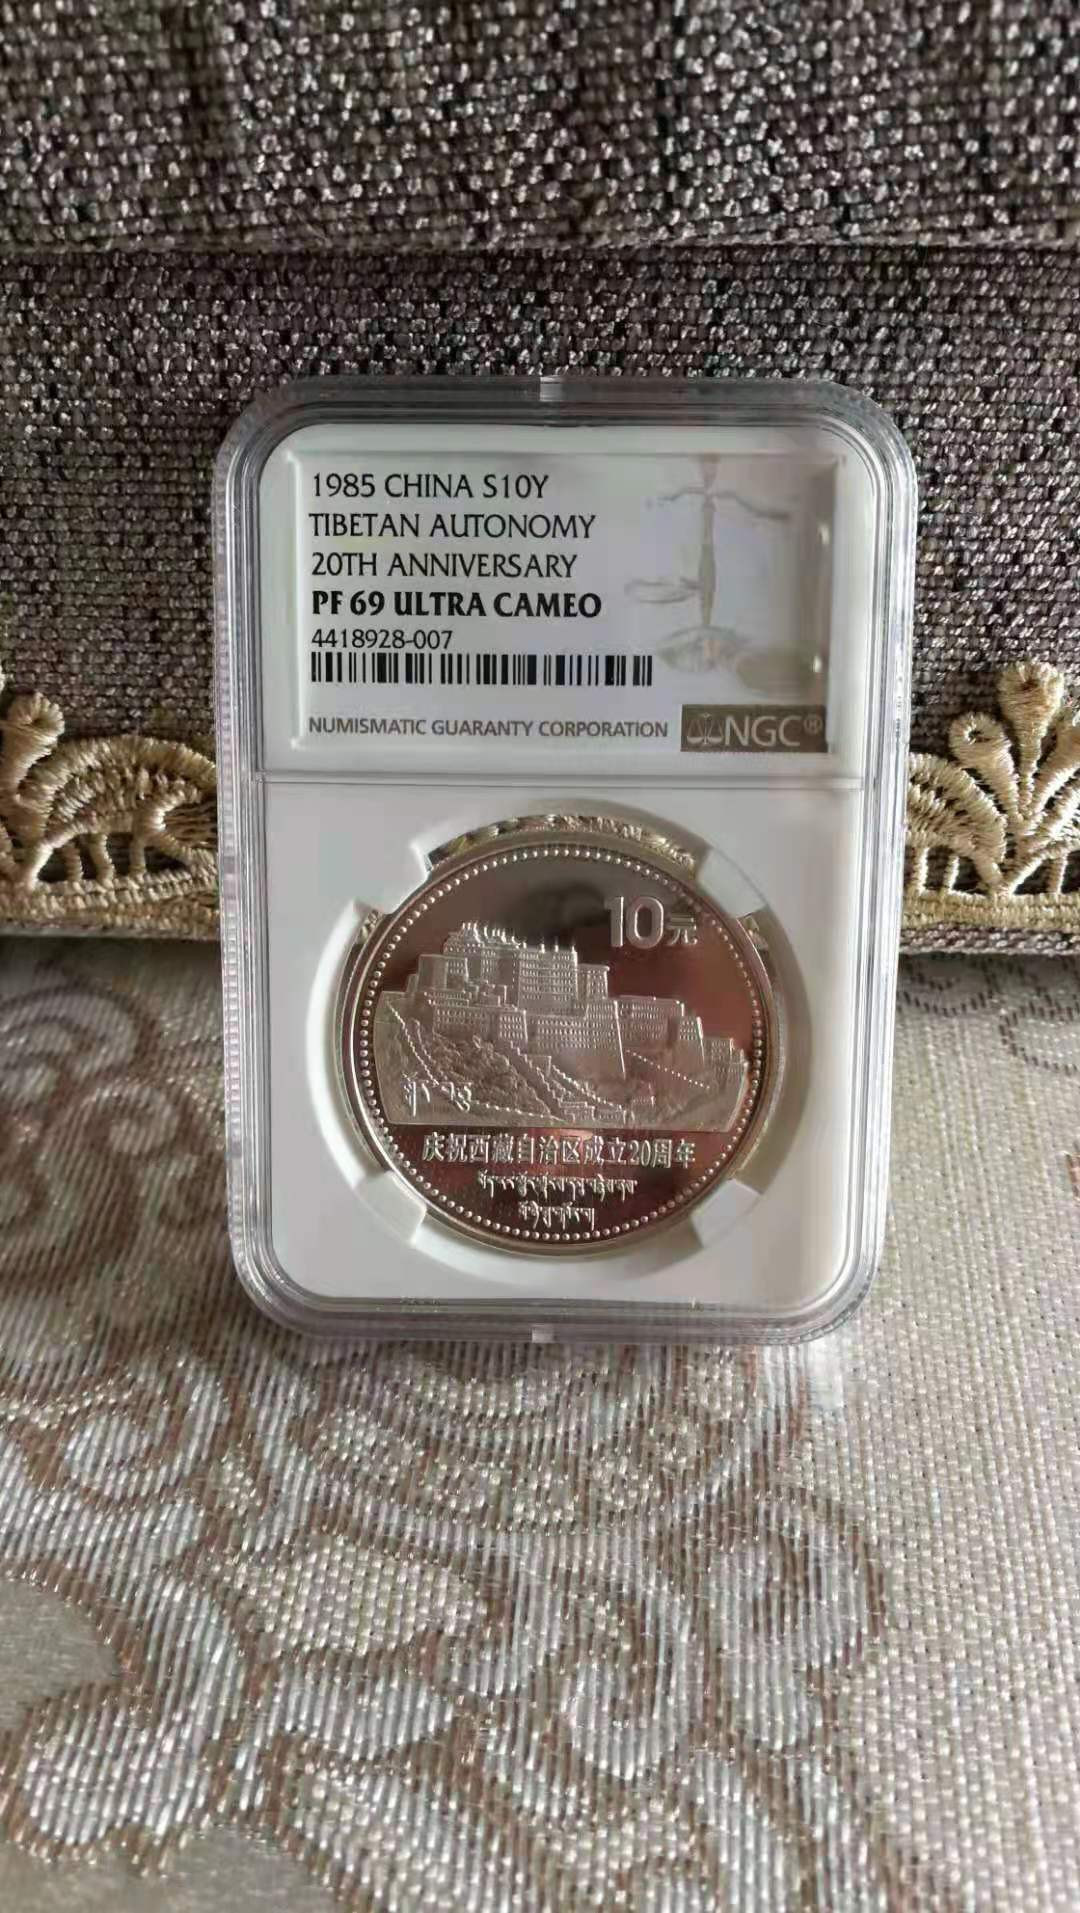 1985 CHINA S10Y
TIBETAN AUTONOMY
20TH ANNIVERSARY
PF 69 ULTRA CAMEO
4418928-007
NUMISMATIC GUARANTY CORPORATION NGC®
10元
庆祝西藏自治区成立20周年